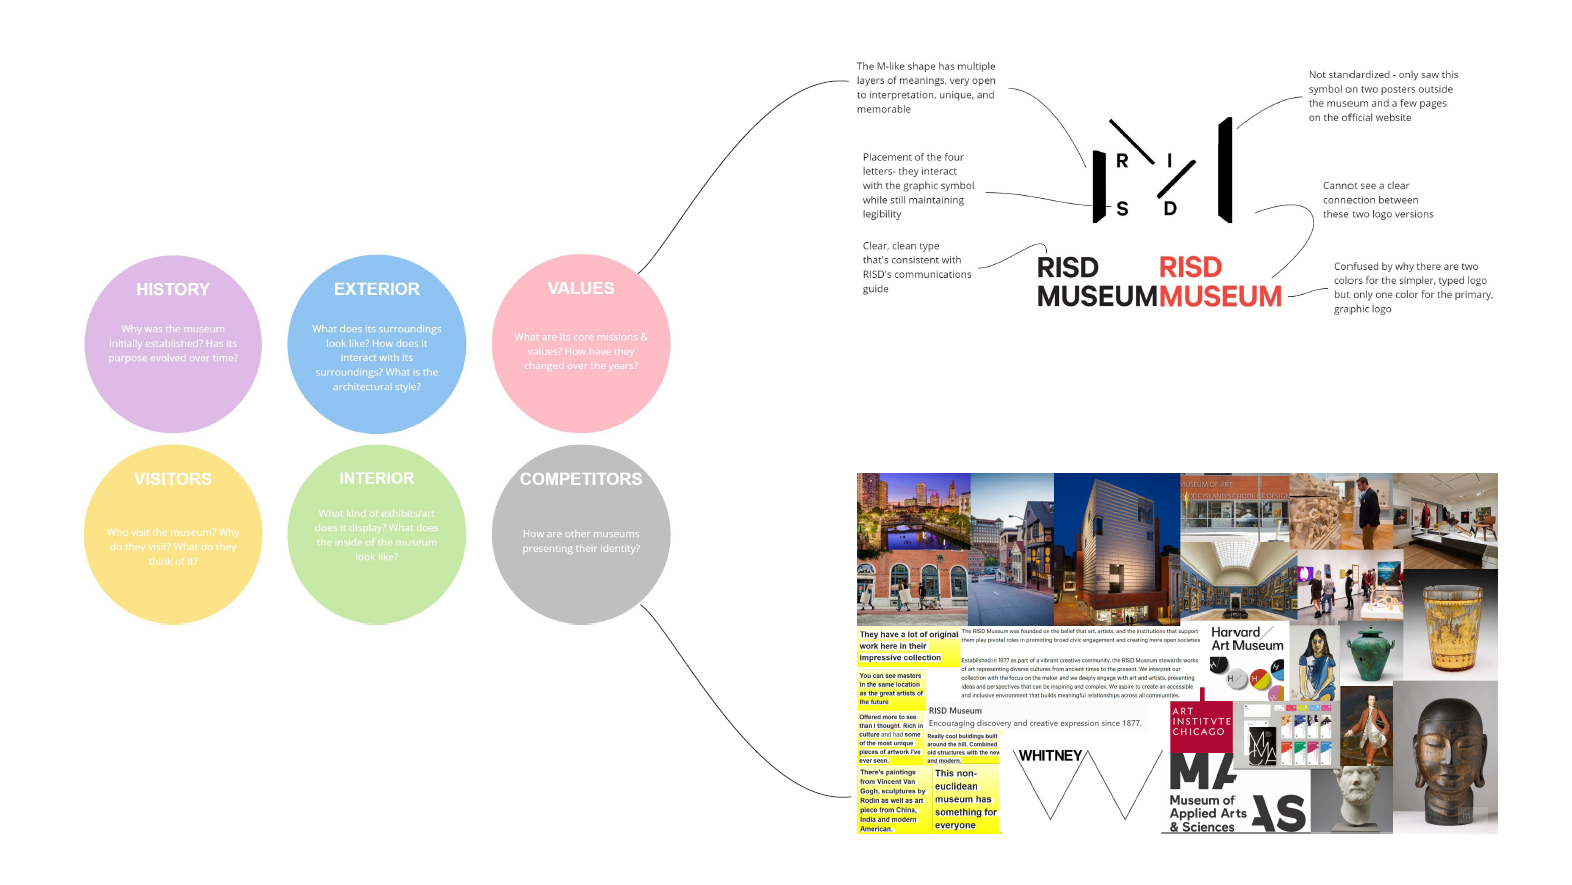 HISTORY
Why was the museum
initially established? Has its
purpose evolved over time?
EXTERIOR
What does its surroundings
look like? How does it
interact with its
surroundings? What is the
architectural style?
VALUES
What are its core missions &
values? How have they
changed over the years?
VISITORS
Who visit the museum? Why
do they visit? What do they
think of it?
INTERIOR
What kind of exhibits/art
does it display? What does
the inside of the museum
look like?
COMPETITORS
How are other museums
presenting their identity?
The M-like shape has multiple
layers of meanings, very open
to interpretation, unique, and
memorable
Placement of the four
letters- they interact
with the graphic symbol
while still maintaining
legibility
Clear, clean type
that's consistent with
RISD's communications
guide
R I
S D
RISD
MUSEUM
RISD
MUSEUM
Not standardized - only saw this
symbol on two posters outside
the museum and a few pages
on the official website
Cannot see a clear
connection between
these two logo versions
Confused by why there are two
colors for the simpler, typed logo
but only one color for the primary,
graphic logo
MUSEUM OF ART
ODE ISLAND SCHOOL OF DESIGN
They have a lot of original
work here in their
impressive collection
You can see masters
in the same location
as the great artists of
the future
Offered more to see
than I thought. Rich in
culture and had some
of the most unique
pieces of artwork I've
ever seen.
Really cool buildings built
around the hill. Combined
old structures with the new
and modern.
There's paintings
from Vincent Van
Gogh, sculptures by
Rodin as well as art
piece from China,
India and modern
American.
This non-
euclidean
museum has
something for
everyone
The RISD Museum was founded on the belief that art, artists, and the institutions that support
them play pivotal roles in promoting broad civic engagement and creating more open societies
Established in 1877 as part of a vibrant creative community, the RISD Museum stewards works
of art representing diverse cultures from ancient times to the present. We interpret our
collection with the focus on the maker and we deeply engage with art and artists, presenting
ideas and perspectives that can be inspiring and complex. We aspire to create an accessible
and inclusive environment that builds meaningful relationships across all communities.
RISD Museum
Encouraging discovery and creative expression since 1877.
WHITNEY
Harvard
Art Museum
H/
H/
ART
INSTITVTE
CHICAGO
MCA
MA
AS
Museum of
Applied Arts
& Sciences